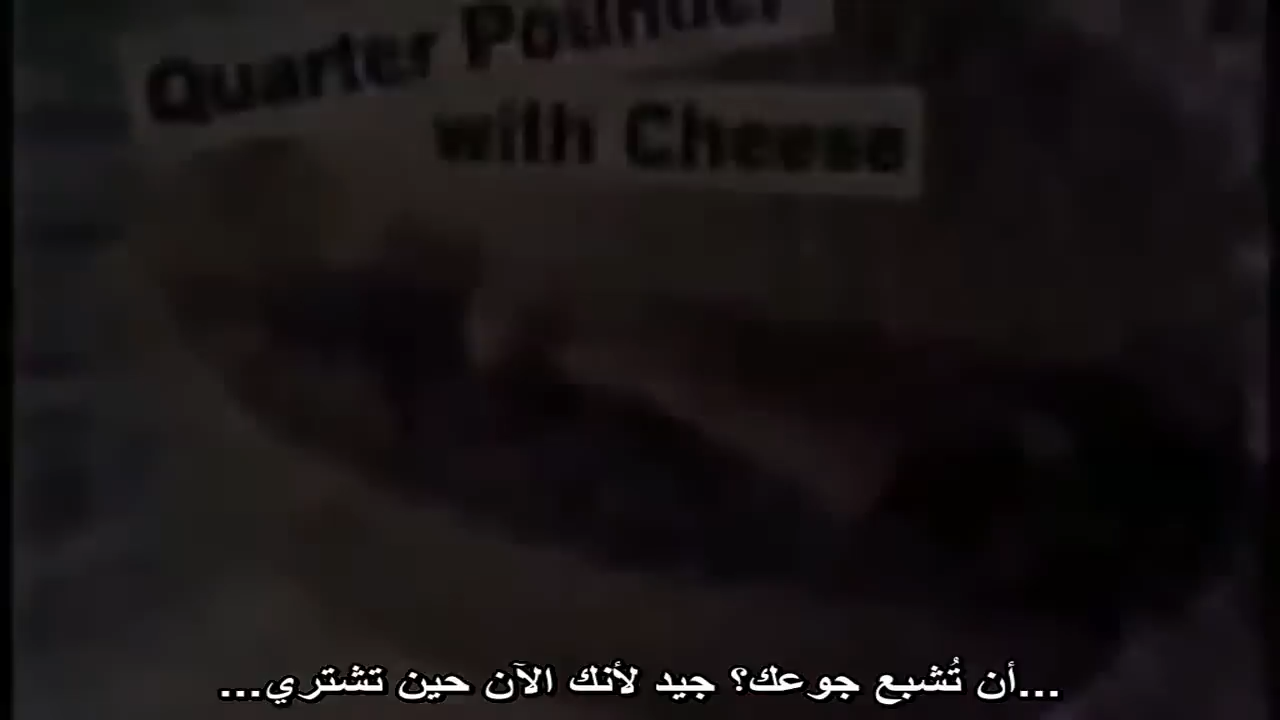 Quarter Pounder
with Cheese
...أن تُشبع جوعك؟ جيد لأنك الآن حين تشتري...